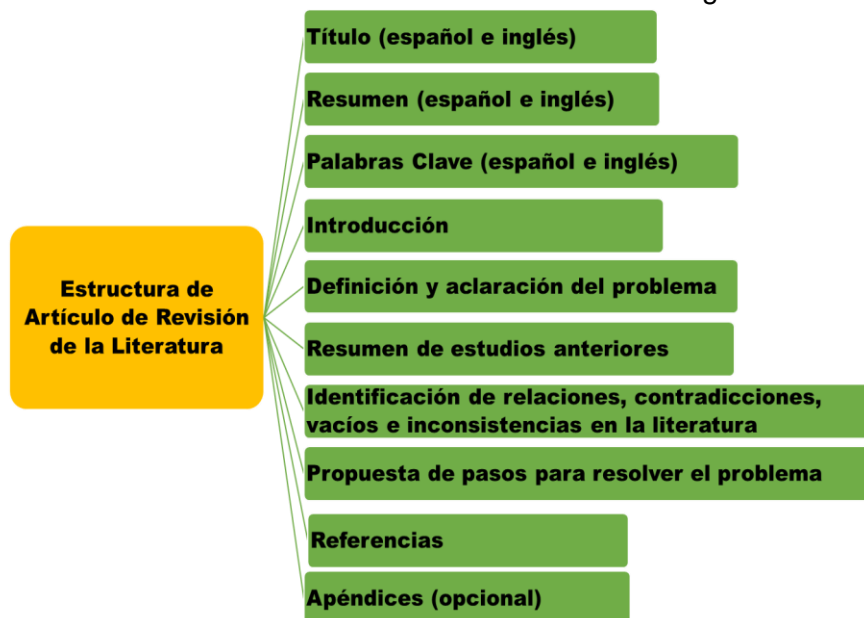 Título (español e inglés)
Resumen (español e inglés)
Palabras Clave (español e inglés)
Introducción
Estructura de
Artículo de Revisión
de la Literatura
Definición y aclaración del problema
Resumen de estudios anteriores
Identificación de relaciones, contradicciones,
vacíos e inconsistencias en la literatura
Propuesta de pasos para resolver el problema
Referencias
Apéndices (opcional)